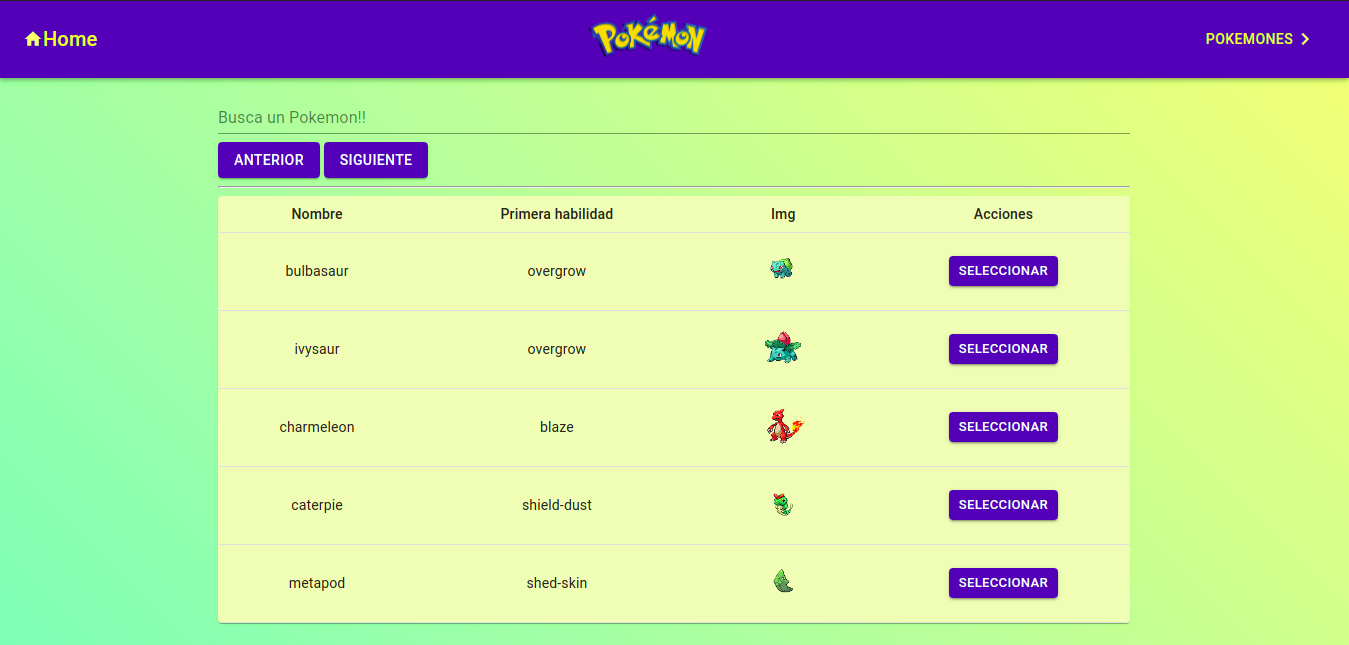 Home
Pokémon
POKEMONES
Busca un Pokemon!!
ANTERIOR SIGUIENTE
Nombre Primera habilidad Img Acciones
bulbasaur overgrow SELECCIONAR
ivysaur overgrow SELECCIONAR
charmeleon blaze SELECCIONAR
caterpie shield-dust SELECCIONAR
metapod shed-skin SELECCIONAR